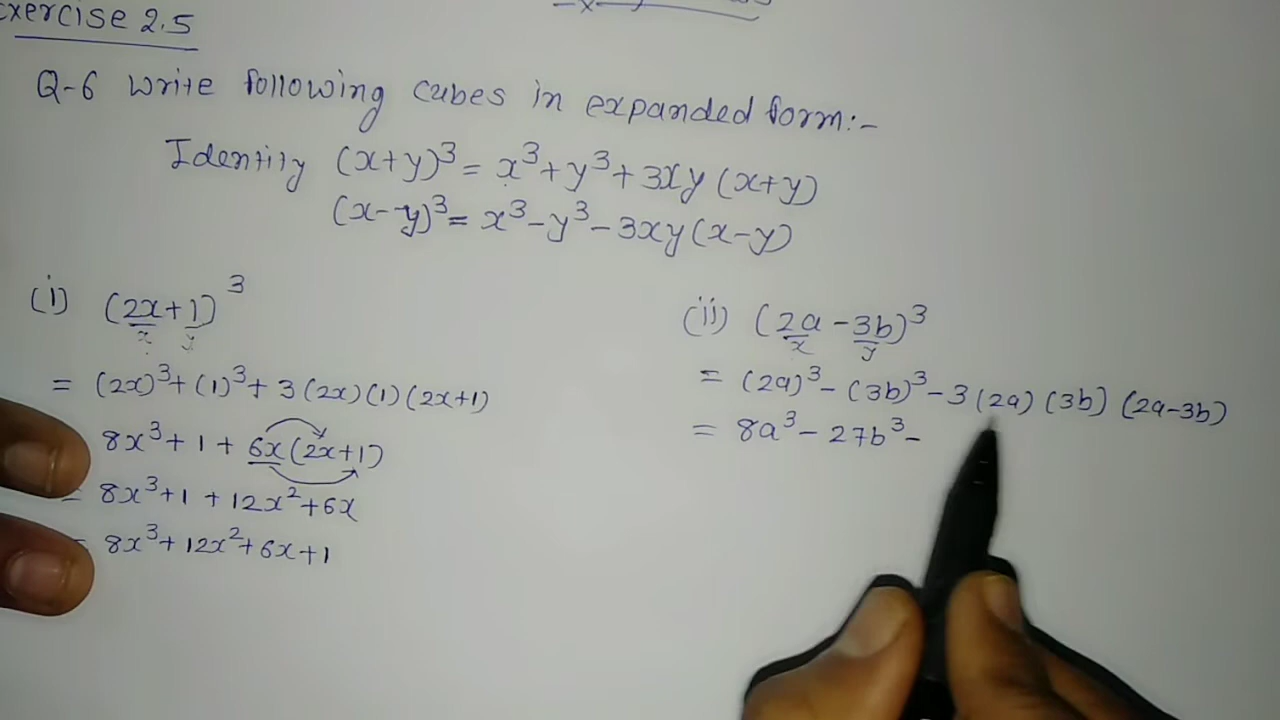 Exercise 2.5
Q-6 Write following cubes in expanded form:-
Identity (x+y)³ = x³+y³+3xy(x+y)
(x-y)³ = x³-y³-3xy(x-y)
(i) (2x+1)³
x y
= (2x)³+(1)³+3(2x)(1)(2x+1)
8x³+1+6x(2x+1)
= 8x³+1+12x²+6x
= 8x³+12x²+6x+1
(ii) (2a-3b)³
x y
= (2a)³-(3b)³-3(2a)(3b)(2a-3b)
= 8a³-27b³-